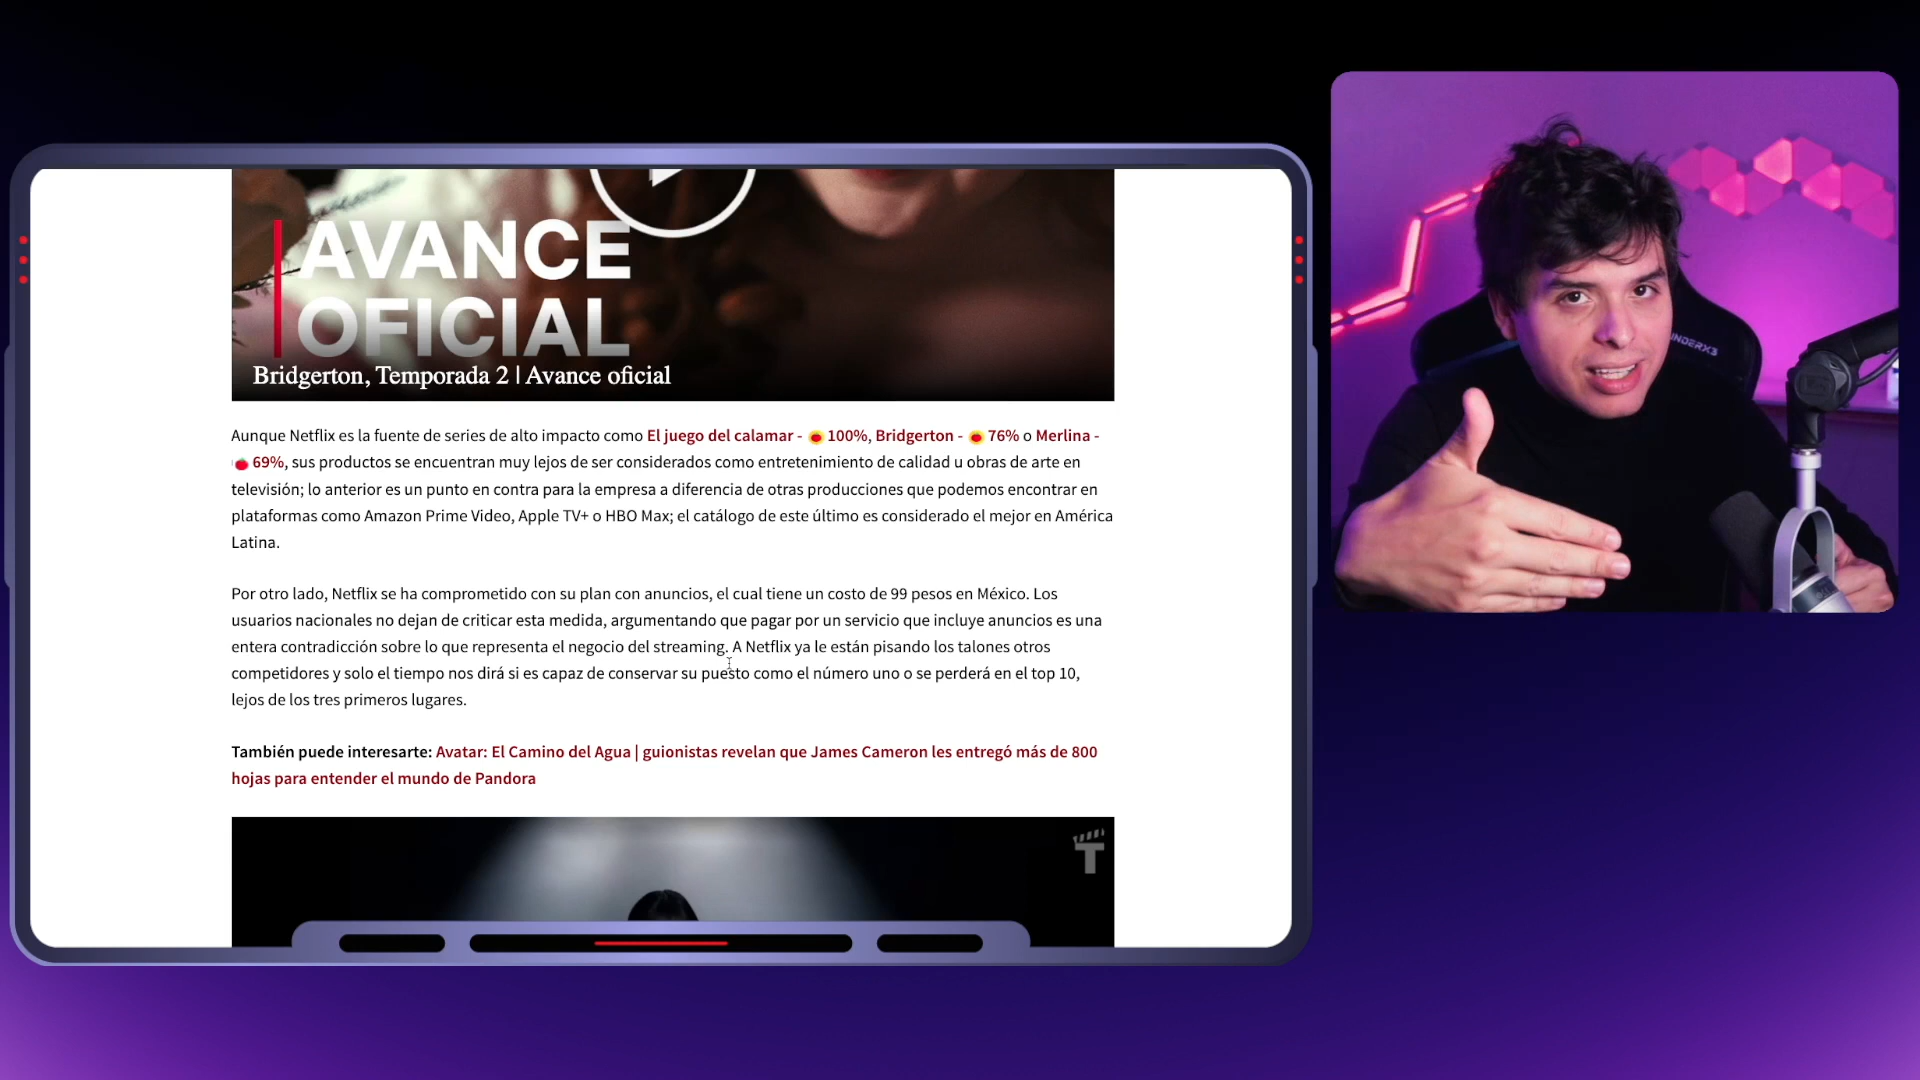 AVANCE
OFICIAL
Bridgerton, Temporada 2 | Avance oficial
Aunque Netflix es la fuente de series de alto impacto como El juego del calamar - 100%, Bridgerton - 76% o Merlina -
69%, sus productos se encuentran muy lejos de ser considerados como entretenimiento de calidad u obras de arte en
televisión; lo anterior es un punto en contra para la empresa a diferencia de otras producciones que podemos encontrar en
plataformas como Amazon Prime Video, Apple TV+ o HBO Max; el catálogo de este último es considerado el mejor en América
Latina.
Por otro lado, Netflix se ha comprometido con su plan con anuncios, el cual tiene un costo de 99 pesos en México. Los
usuarios nacionales no dejan de criticar esta medida, argumentando que pagar por un servicio que incluye anuncios es una
entera contradicción sobre lo que representa el negocio del streaming. A Netflix ya le están pisando los talones otros
competidores y solo el tiempo nos dirá si es capaz de conservar su puesto como el número uno o se perderá en el top 10,
lejos de los tres primeros lugares.
También puede interesarte: Avatar: El Camino del Agua | guionistas revelan que James Cameron les entregó más de 800
hojas para entender el mundo de Pandora
T
UNDERX3